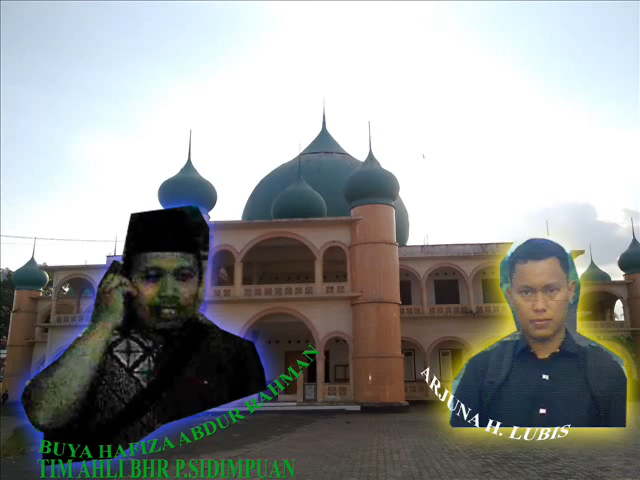 BUYA HAFIZA ABDUR RAHMAN
TIM AHLI BHR P.SIDIMPUAN
ARJUNA H. LUBIS